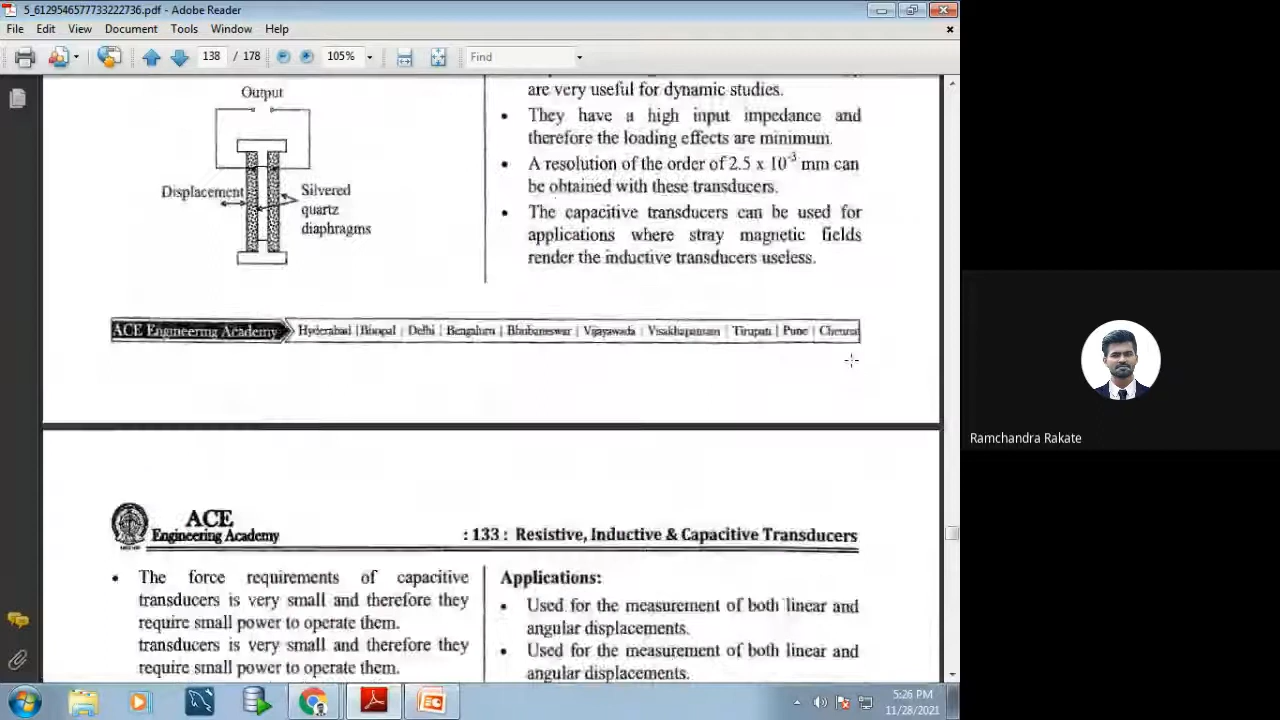 5_6129546577733222736.pdf - Adobe Reader
File Edit View Document Tools Window Help
138 / 178 105% Find
Output
Displacement
Silvered
quartz
diaphragms
are very useful for dynamic studies.
• They have a high input impedance and
therefore the loading effects are minimum.
• A resolution of the order of 2.5 x 10⁻³ mm can
be obtained with these transducers.
• The capacitive transducers can be used for
applications where stray magnetic fields
render the inductive transducers useless.
ACE Engineering Academy Hyderabad | Bhopal | Delhi | Bengaluru | Bhubaneswar | Vijayawada | Visakhapatnam | Tirupati | Pune | Chennai
ACE
Engineering Academy
: 133 : Resistive, Inductive & Capacitive Transducers
• The force requirements of capacitive
transducers is very small and therefore they
require small power to operate them.
transducers is very small and therefore they
require small power to operate them.
Applications:
• Used for the measurement of both linear and
angular displacements.
• Used for the measurement of both linear and
angular displacements.
Ramchandra Rakate
5:26 PM
11/28/2021